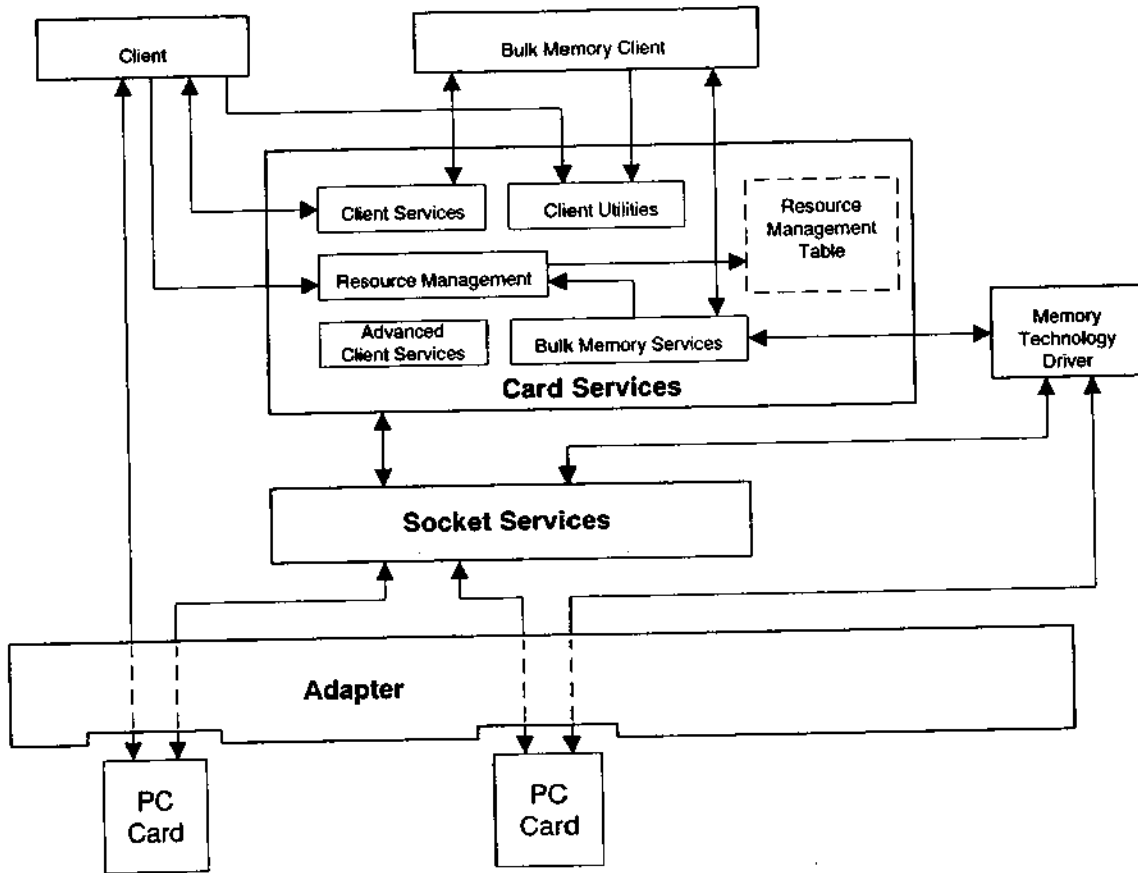 Client
Bulk Memory Client
Client Services
Client Utilities
Resource
Management
Table
Resource Management
Advanced
Client Services
Bulk Memory Services
Memory
Technology
Driver
Card Services
Socket Services
Adapter
PC
Card
PC
Card